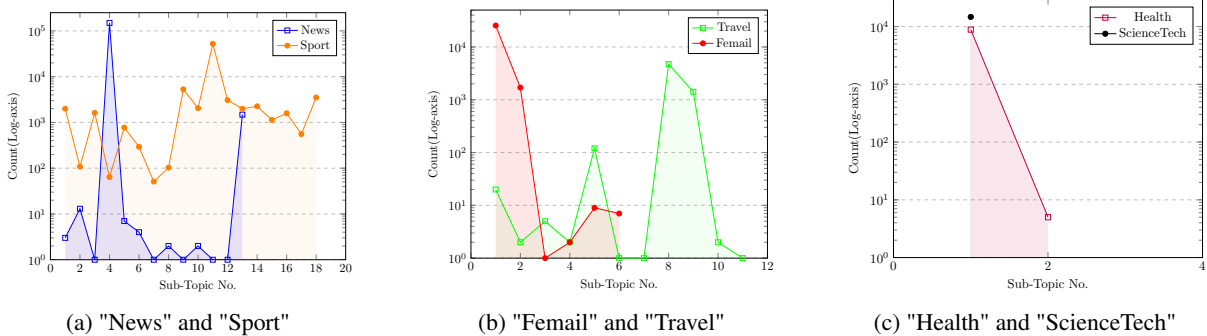 10^5
10^4
10^3
10^2
10^1
10^0
Count(Log-axis)
News
Sport
0 2 4 6 8 10 12 14 16 18 20
Sub-Topic No.
(a) "News" and "Sport"
10^4
10^3
10^2
10^1
10^0
Count(Log-axis)
Travel
Femail
0 2 4 6 8 10 12
Sub-Topic No.
(b) "Femail" and "Travel"
10^4
10^3
10^2
10^1
10^0
Count(Log-axis)
Health
ScienceTech
0 2 4
Sub-Topic No.
(c) "Health" and "ScienceTech"